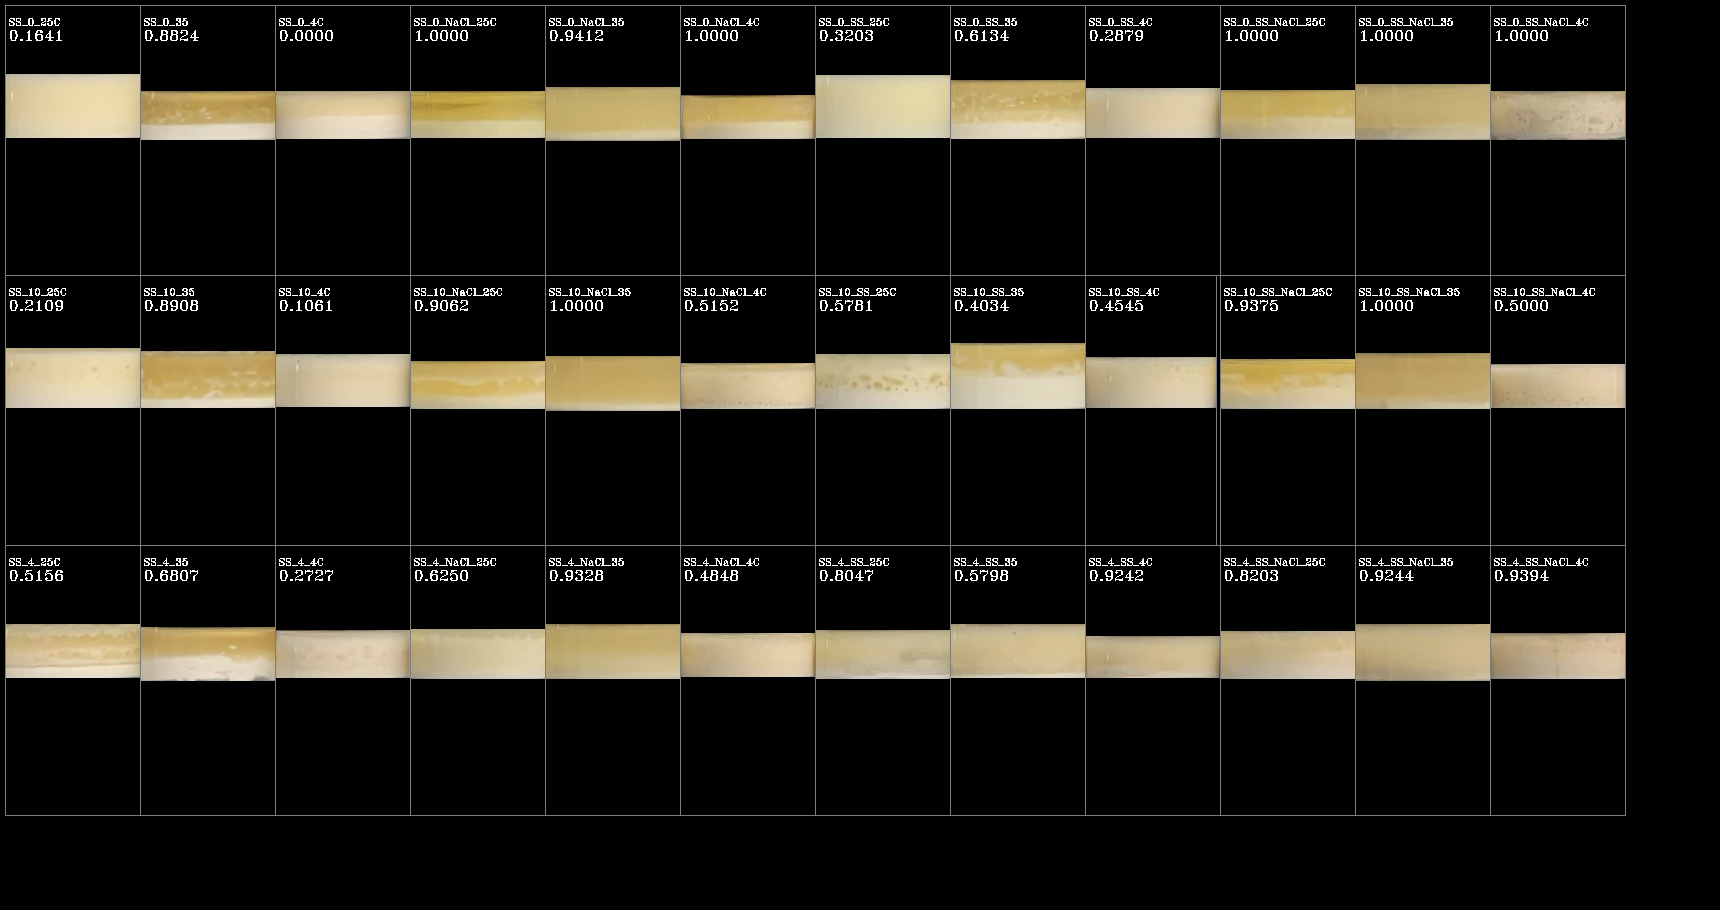 SS_0_25C
0.1641
SS_0_35
0.8824
SS_0_4C
0.0000
SS_0_NaCl_25C
1.0000
SS_0_NaCl_35
0.9412
SS_0_NaCl_4C
1.0000
SS_0_SS_25C
0.3203
SS_0_SS_35
0.6134
SS_0_SS_4C
0.2879
SS_0_SS_NaCl_25C
1.0000
SS_0_SS_NaCl_35
1.0000
SS_0_SS_NaCl_4C
1.0000
SS_10_25C
0.2109
SS_10_35
0.8908
SS_10_4C
0.1061
SS_10_NaCl_25C
0.9062
SS_10_NaCl_35
1.0000
SS_10_NaCl_4C
0.5152
SS_10_SS_25C
0.5781
SS_10_SS_35
0.4034
SS_10_SS_4C
0.4545
SS_10_SS_NaCl_25C
0.9375
SS_10_SS_NaCl_35
1.0000
SS_10_SS_NaCl_4C
0.5000
SS_4_25C
0.5156
SS_4_35
0.6807
SS_4_4C
0.2727
SS_4_NaCl_25C
0.6250
SS_4_NaCl_35
0.9328
SS_4_NaCl_4C
0.4848
SS_4_SS_25C
0.8047
SS_4_SS_35
0.5798
SS_4_SS_4C
0.9242
SS_4_SS_NaCl_25C
0.8203
SS_4_SS_NaCl_35
0.9244
SS_4_SS_NaCl_4C
0.9394